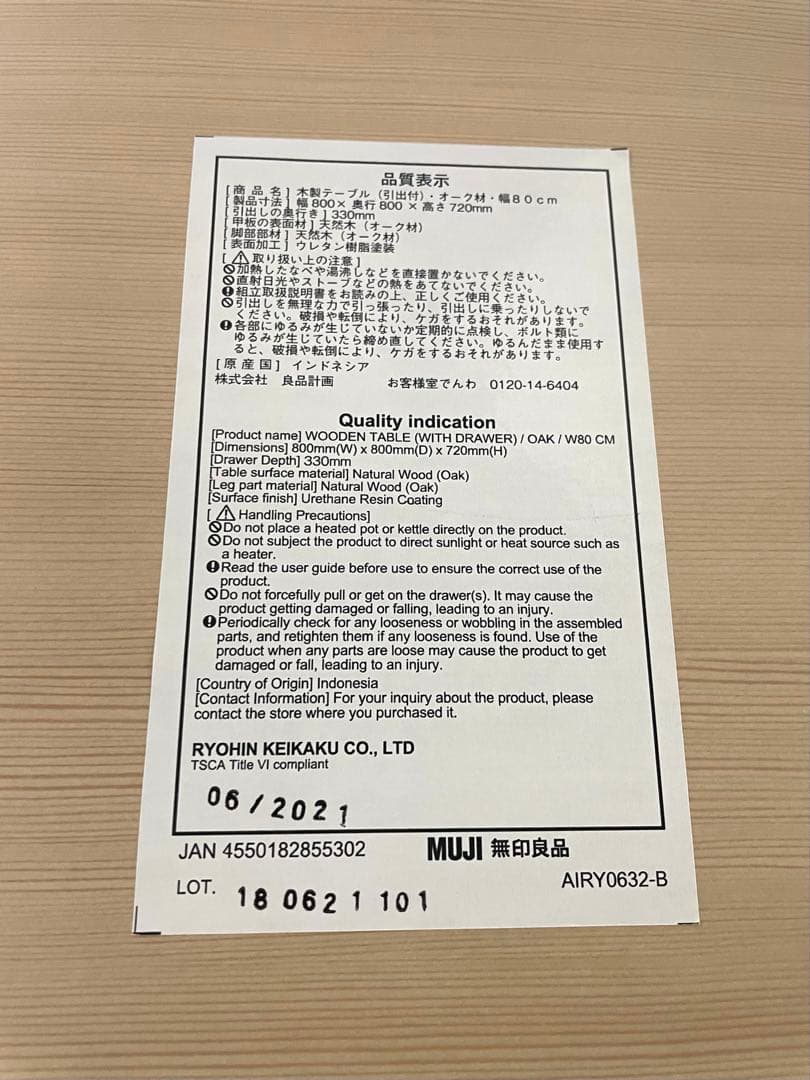 品質表示
[商 品 名] 木製テーブル（引出付）・オーク材・幅８０ｃｍ
[製品寸法] 幅 800× 奥行 800 × 高さ 720mm
[引出しの奥行き] 330mm
[甲板の表面材] 天然木（オーク材）
[脚部部材] 天然木（オーク材）
[表面加工] ウレタン樹脂塗装
[ ⚠ 取り扱い上の注意 ]
🚫加熱したなべや湯沸しなどを直接置かないでください。
🚫直射日光やストーブなどの熱をあてないでください。
❗組立取扱説明書をお読みの上、正しくご使用ください。
🚫引出しを無理な力で引っ張ったり、引出しに乗ったりしないで
ください。破損や転倒により、ケガをするおそれがあります。
❗各部にゆるみが生じていないか定期的に点検し、ボルト類に
ゆるみが生じていたら締め直してください。ゆるんだまま使用す
ると、破損や転倒により、ケガをするおそれがあります。
[原 産 国] インドネシア
株式会社 良品計画 お客様室でんわ 0120-14-6404
Quality indication
[Product name] WOODEN TABLE (WITH DRAWER) / OAK / W80 CM
[Dimensions] 800mm(W) x 800mm(D) x 720mm(H)
[Drawer Depth] 330mm
[Table surface material] Natural Wood (Oak)
[Leg part material] Natural Wood (Oak)
[Surface finish] Urethane Resin Coating
[ ⚠ Handling Precautions]
🚫Do not place a heated pot or kettle directly on the product.
🚫Do not subject the product to direct sunlight or heat source such as
a heater.
❗Read the user guide before use to ensure the correct use of the
product.
🚫Do not forcefully pull or get on the drawer(s). It may cause the
product getting damaged or falling, leading to an injury.
❗Periodically check for any looseness or wobbling in the assembled
parts, and retighten them if any looseness is found. Use of the
product when any parts are loose may cause the product to get
damaged or fall, leading to an injury.
[Country of Origin] Indonesia
[Contact Information] For your inquiry about the product, please
contact the store where you purchased it.
RYOHIN KEIKAKU CO., LTD
TSCA Title VI compliant
06/2021
JAN 4550182855302 MUJI 無印良品
LOT. 18 0621 101 AIRY0632-B